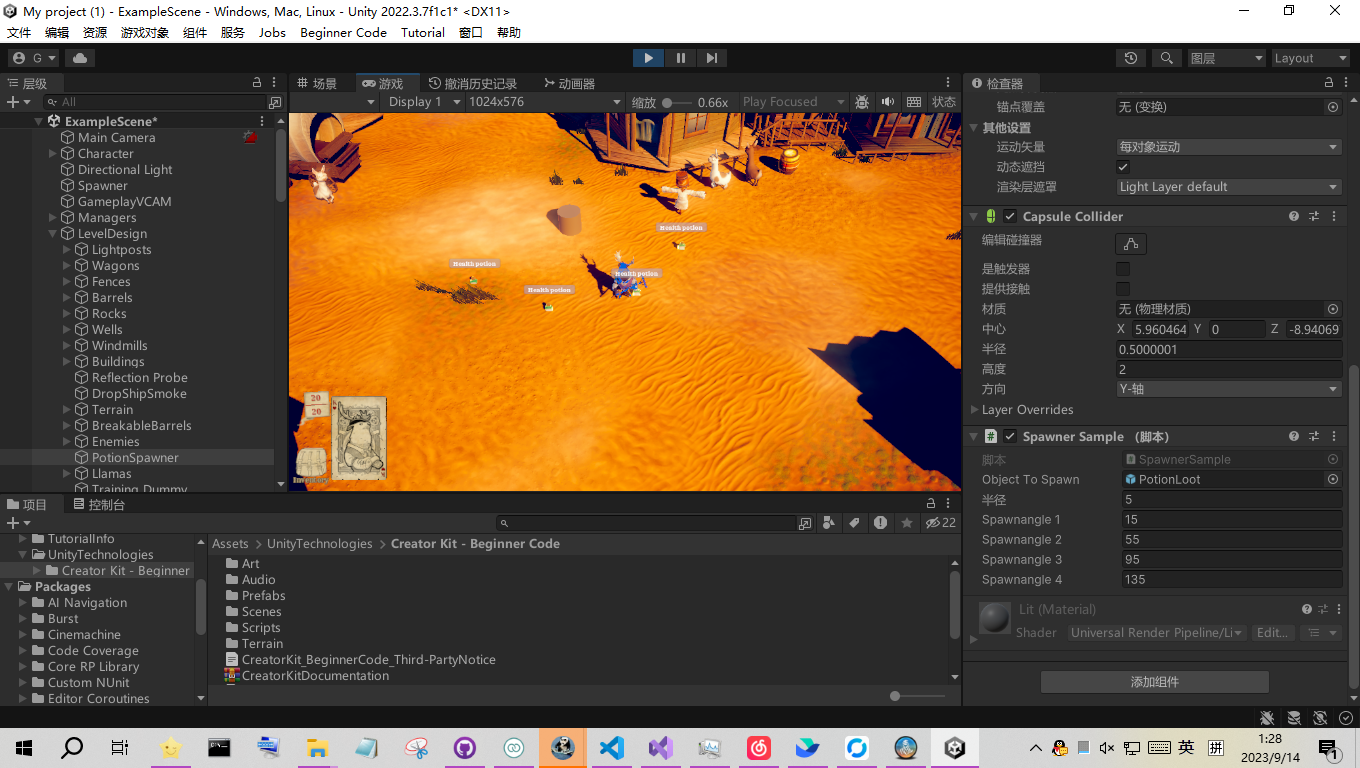 My project (1) - ExampleScene - Windows, Mac, Linux - Unity 2022.3.7f1c1* <DX11>
文件 编辑 资源 游戏对象 组件 服务 Jobs Beginner Code Tutorial 窗口 帮助
G 图层 Layout
层级
All
ExampleScene*
Main Camera
Character
Directional Light
Spawner
GameplayVCAM
Managers
LevelDesign
Lightposts
Wagons
Fences
Barrels
Rocks
Wells
Windmills
Buildings
Reflection Probe
DropShipSmoke
Terrain
BreakableBarrels
Enemies
PotionSpawner
Llamas
Training Dummy
场景 游戏 撤消历史记录 动画器
Display 1 1024x576 缩放 0.66x Play Focused 状态
Health potion
Health potion
Health potion
Health potion
20
20
Inventory
检查器
锚点覆盖 无 (变换)
其他设置
运动矢量 每对象运动
动态遮挡
渲染层遮罩 Light Layer default
Capsule Collider
编辑碰撞器
是触发器
提供接触
材质 无 (物理材质)
中心 X 5.960464 Y 0 Z -8.94069
半径 0.5000001
高度 2
方向 Y-轴
Layer Overrides
Spawner Sample （脚本）
脚本 SpawnerSample
Object To Spawn PotionLoot
半径 5
Spawnangle 1 15
Spawnangle 2 55
Spawnangle 3 95
Spawnangle 4 135
Lit (Material)
Shader Universal Render Pipeline/Li Edit...
添加组件
项目 控制台
22
TutorialInfo
UnityTechnologies
Creator Kit - Beginner
Packages
AI Navigation
Burst
Cinemachine
Code Coverage
Core RP Library
Custom NUnit
Editor Coroutines
Assets > UnityTechnologies > Creator Kit - Beginner Code
Art
Audio
Prefabs
Scenes
Scripts
Terrain
CreatorKit_BeginnerCode_Third-PartyNotice
CreatorKitDocumentation
英 拼 1:28
2023/9/14
1